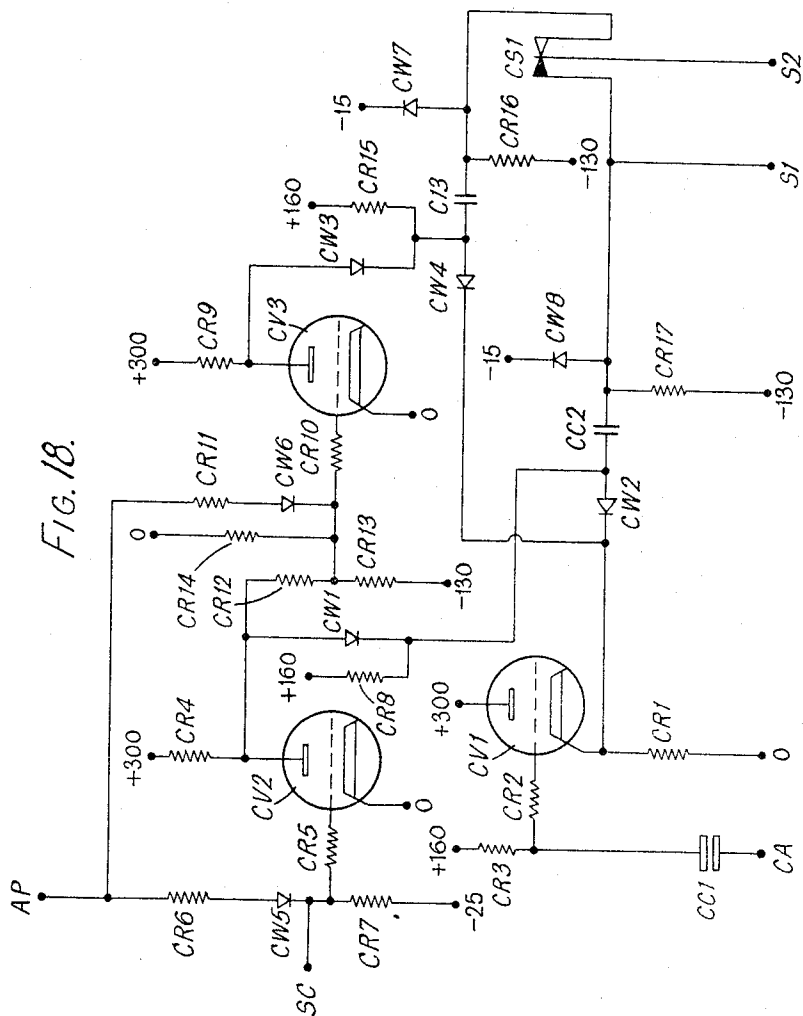 FIG. 18.
AP
CR6
CW5
SC
CR7
-25
+300
CR4
CV2
CR5
0
0
CR14
CR12
CR11
CW6
CR13
-130
CW1
+160
CR8
+300
CR9
CV3
CR10
0
+160
CR15
CW3
-15
CW7
CR16
-130
C13
CW4
CS1
S2
S1
-15
CW8
CR17
-130
CC2
CW2
+300
CV1
CR2
+160
CR3
CR1
0
CC1
CA